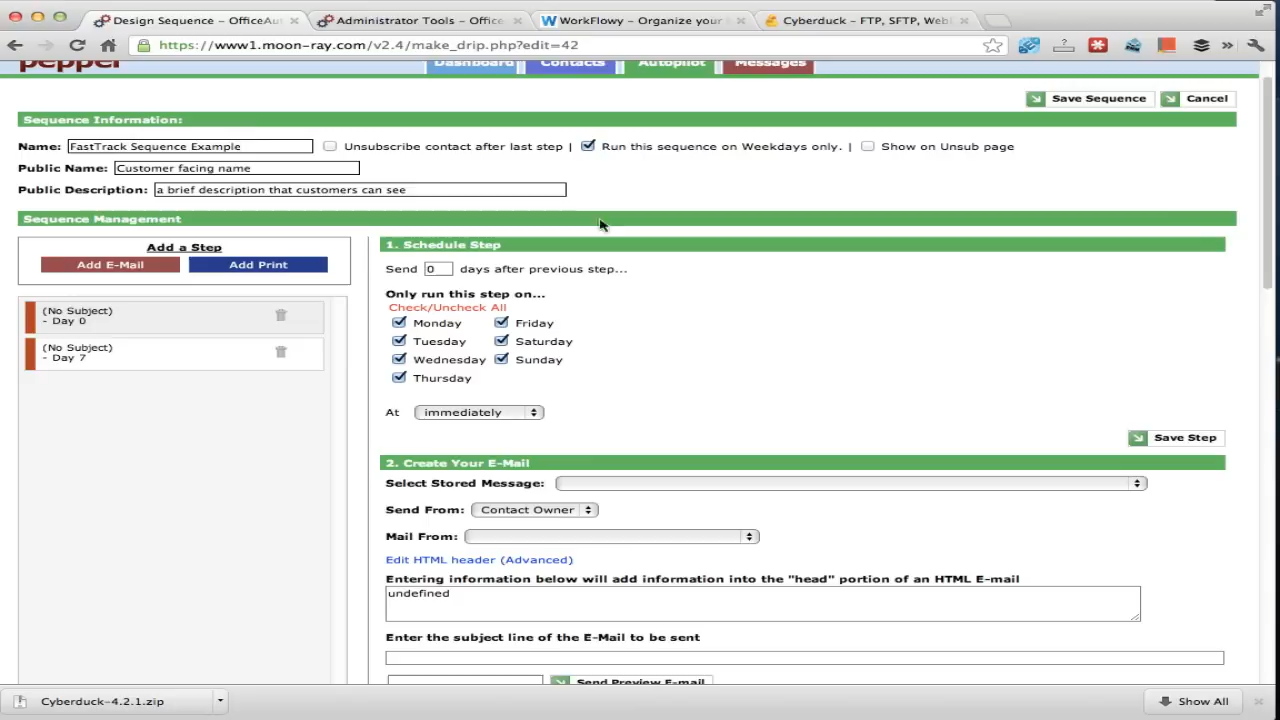 Design Sequence – OfficeAu
Administrator Tools – Office
WorkFlowy – Organize your
Cyberduck – FTP, SFTP, Web
https://www1.moon-ray.com/v2.4/make_drip.php?edit=42
pepper
Dashboard
Contacts
Autopilot
Messages
Save Sequence
Cancel
Sequence Information:
Name: FastTrack Sequence Example Unsubscribe contact after last step | Run this sequence on Weekdays only. | Show on Unsub page
Public Name: Customer facing name
Public Description: a brief description that customers can see
Sequence Management
Add a Step
Add E-Mail
Add Print
(No Subject)
- Day 0
(No Subject)
- Day 7
1. Schedule Step
Send 0 days after previous step...
Only run this step on...
Check/Uncheck All
Monday Friday
Tuesday Saturday
Wednesday Sunday
Thursday
At immediately
Save Step
2. Create Your E-Mail
Select Stored Message:
Send From: Contact Owner
Mail From:
Edit HTML header (Advanced)
Entering information below will add information into the "head" portion of an HTML E-mail
undefined
Enter the subject line of the E-Mail to be sent
Send Preview E-mail
Cyberduck-4.2.1.zip
Show All